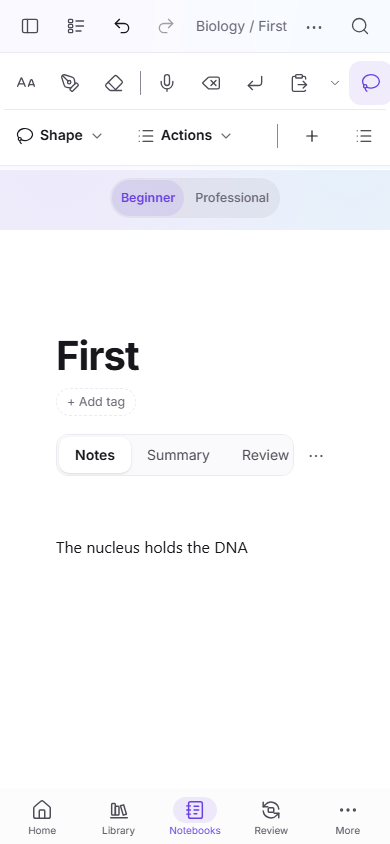 Biology / First
AA
Shape
Actions
Beginner
Professional
First
+ Add tag
Notes
Summary
Review
The nucleus holds the DNA
Home
Library
Notebooks
Review
More